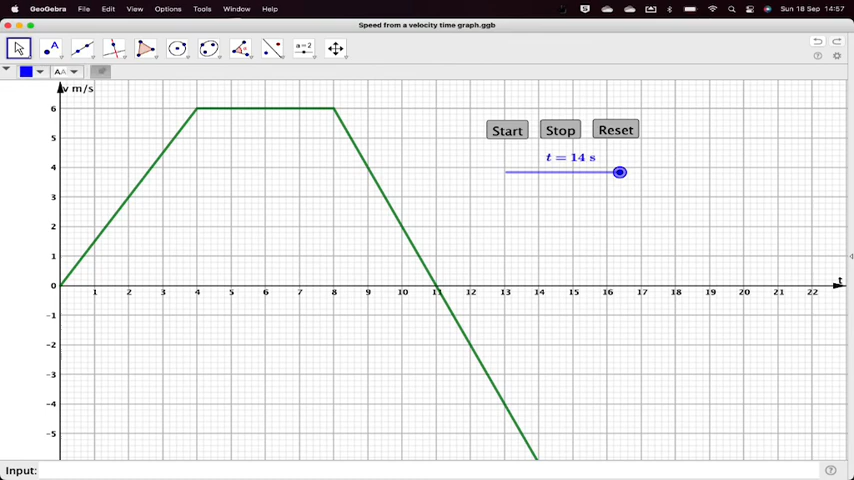 GeoGebra File Edit View Options Tools Window Help Sun 18 Sep 14:57
Speed from a velocity time graph.ggb
A a = 2
AA
v m/s
Start Stop Reset
t = 14 s
6
5
4
3
2
1
0
1 2 3 4 5 6 7 8 9 10 11 12 13 14 15 16 17 18 19 20 21 22 t
-1
-2
-3
-4
-5
Input: